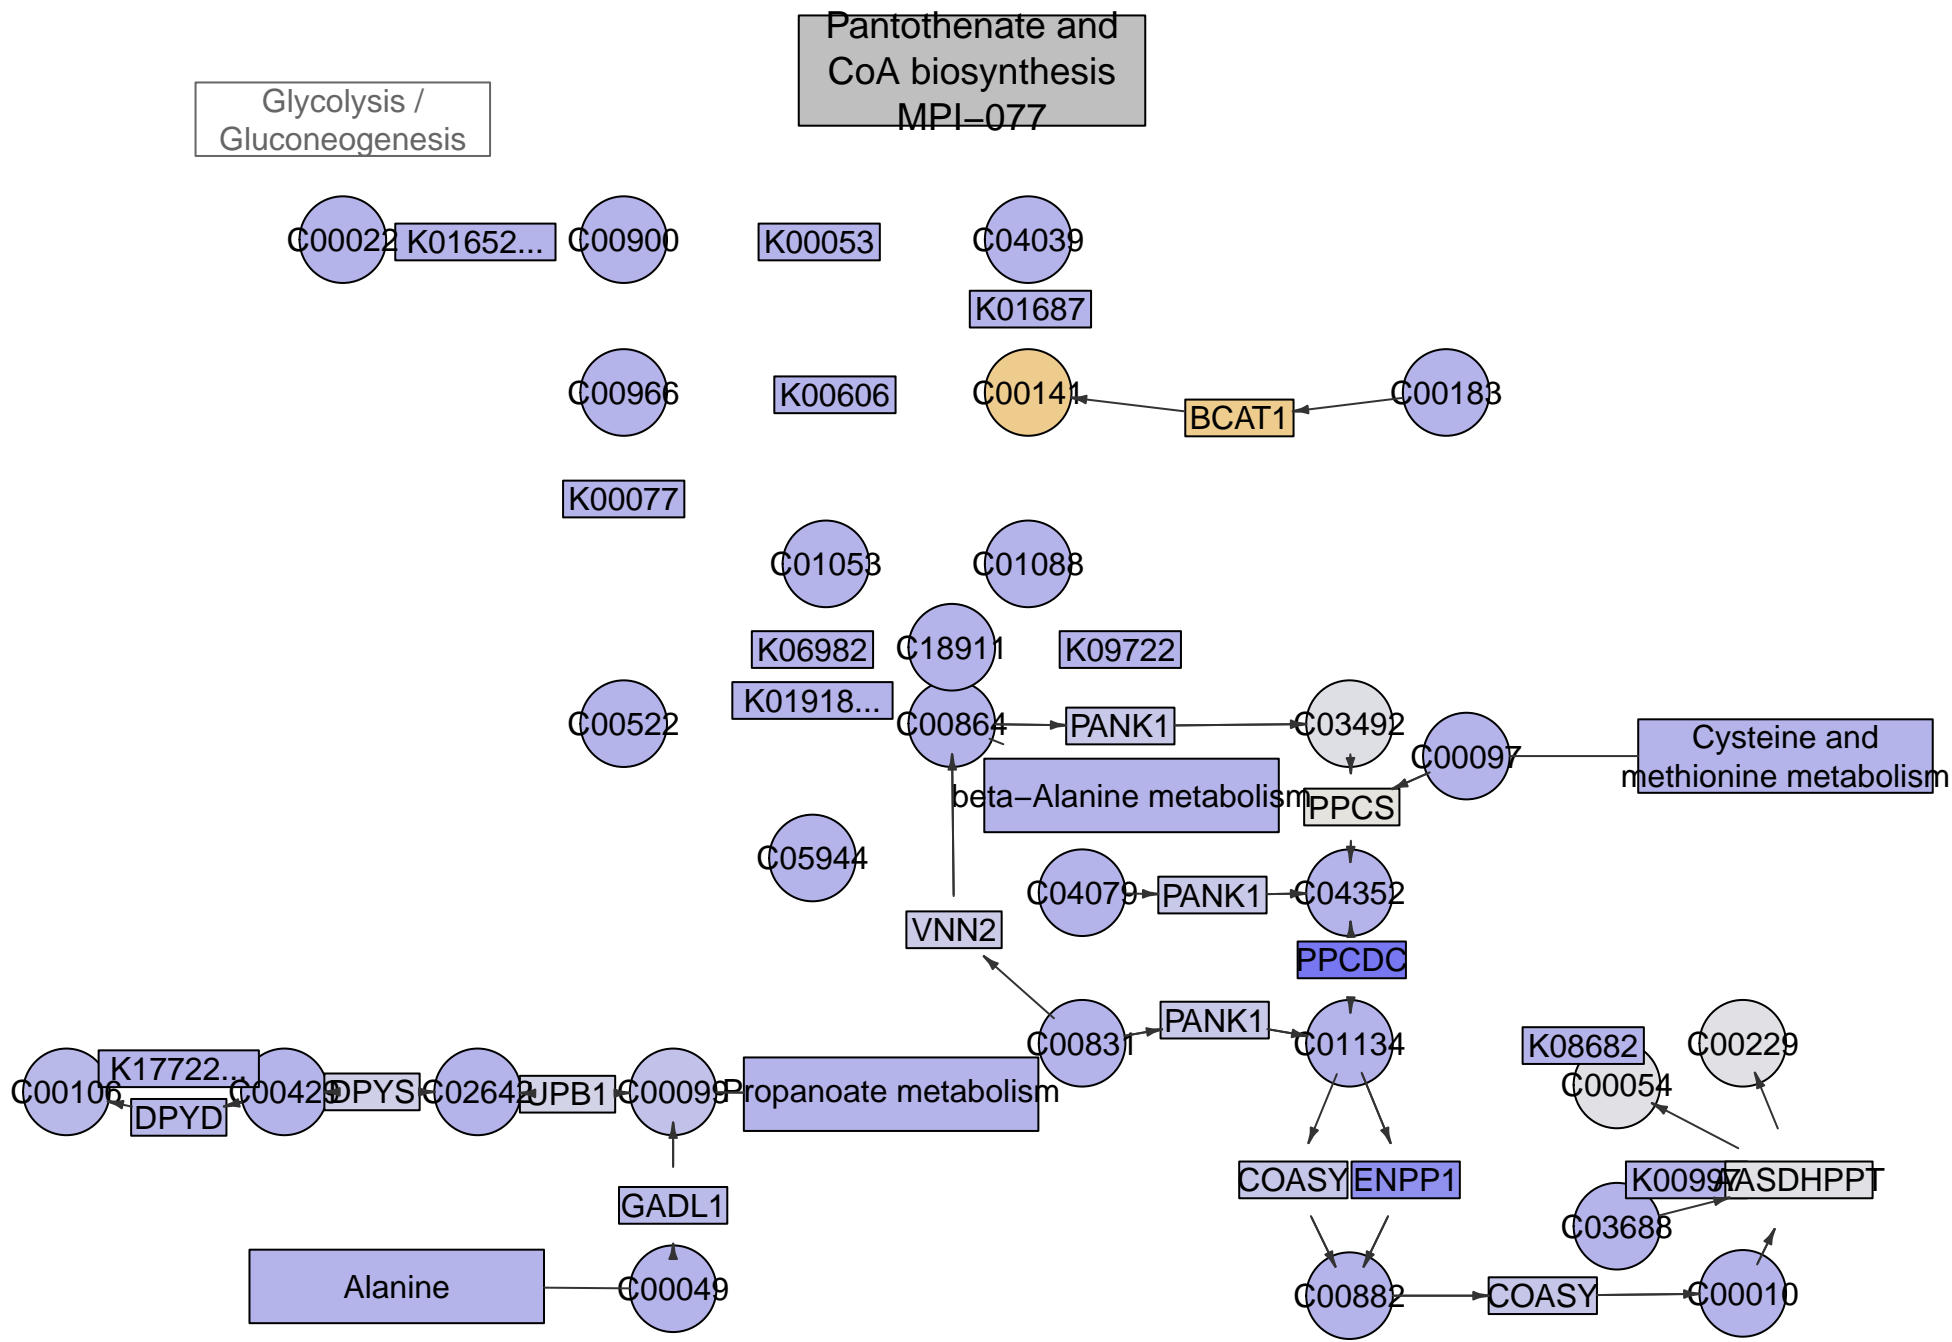 Pantothenate and
CoA biosynthesis
MPI−077
Glycolysis /
Gluconeogenesis
C00022
K01652...
C00900
K00053
C04039
K01687
C00966
K00606
C00141
BCAT1
C00183
K00077
C01053
C01088
K06982
C18911
K09722
K01918...
C00522
C00864
PANK1
C03492
C00097
Cysteine and
methionine metabolism
beta−Alanine metabolism
PPCS
C05944
C04079
PANK1
C04352
VNN2
PPCDC
C00831
PANK1
C01134
K08682
C00229
C00054
K17722...
C00106
DPYD
C00429
DPYS
C02642
UPB1
C00099
Propanoate metabolism
COASY
ENPP1
K00997
AASDHPPT
GADL1
C03688
Alanine
C00049
C00882
COASY
C00010